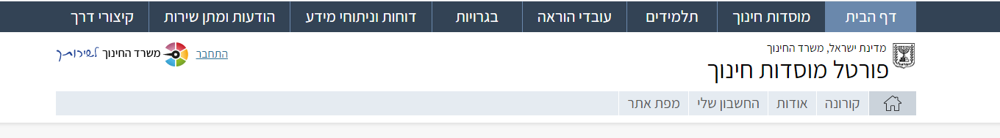 דף הבית
מוסדות חינוך
תלמידים
עובדי הוראה
בגרויות
דוחות וניתוחי מידע
הודעות ומתן שירות
קיצורי דרך
מדינת ישראל, משרד החינוך
פורטל מוסדות חינוך
התחבר
משרד החינוך לשירותך
קורונה
אודות
החשבון שלי
מפת אתר